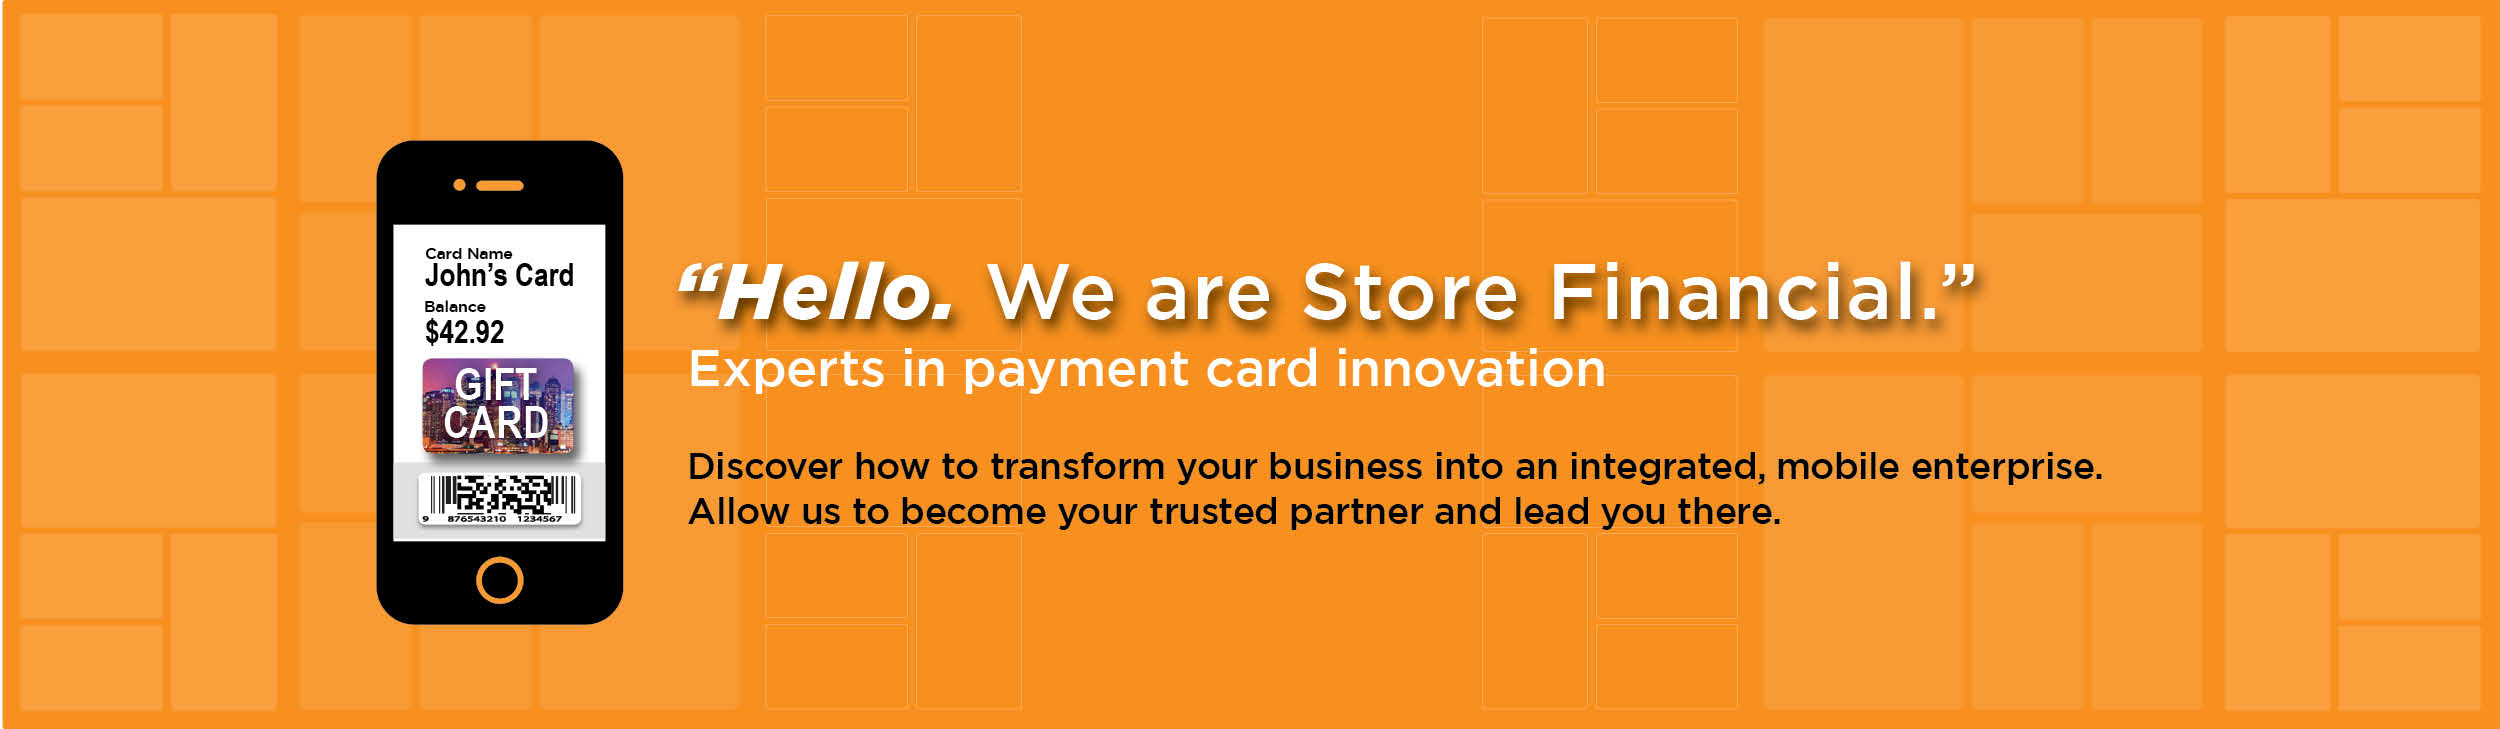 Card Name
John's Card
Balance
$42.92
GIFT
CARD
9 876543210 1234567
“Hello. We are Store Financial.”
Experts in payment card innovation
Discover how to transform your business into an integrated, mobile enterprise.
Allow us to become your trusted partner and lead you there.